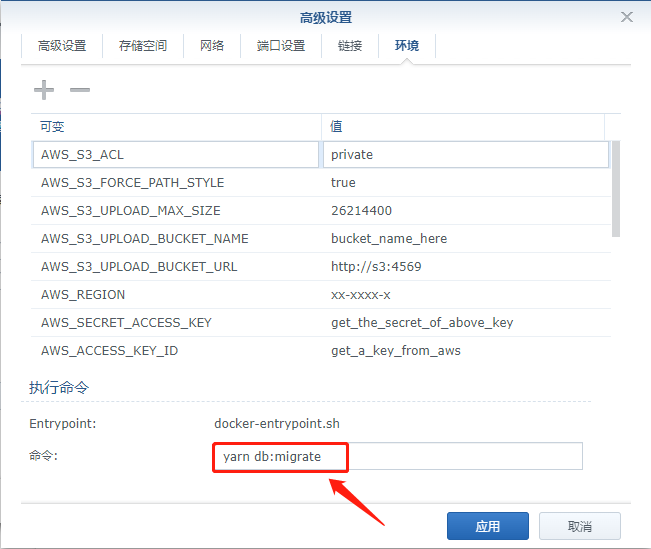 高级设置
高级设置 存储空间 网络 端口设置 链接 环境
可变 值
AWS_S3_ACL private
AWS_S3_FORCE_PATH_STYLE true
AWS_S3_UPLOAD_MAX_SIZE 26214400
AWS_S3_UPLOAD_BUCKET_NAME bucket_name_here
AWS_S3_UPLOAD_BUCKET_URL http://s3:4569
AWS_REGION xx-xxxx-x
AWS_SECRET_ACCESS_KEY get_the_secret_of_above_key
AWS_ACCESS_KEY_ID get_a_key_from_aws
执行命令
Entrypoint: docker-entrypoint.sh
命令: yarn db:migrate
应用 取消